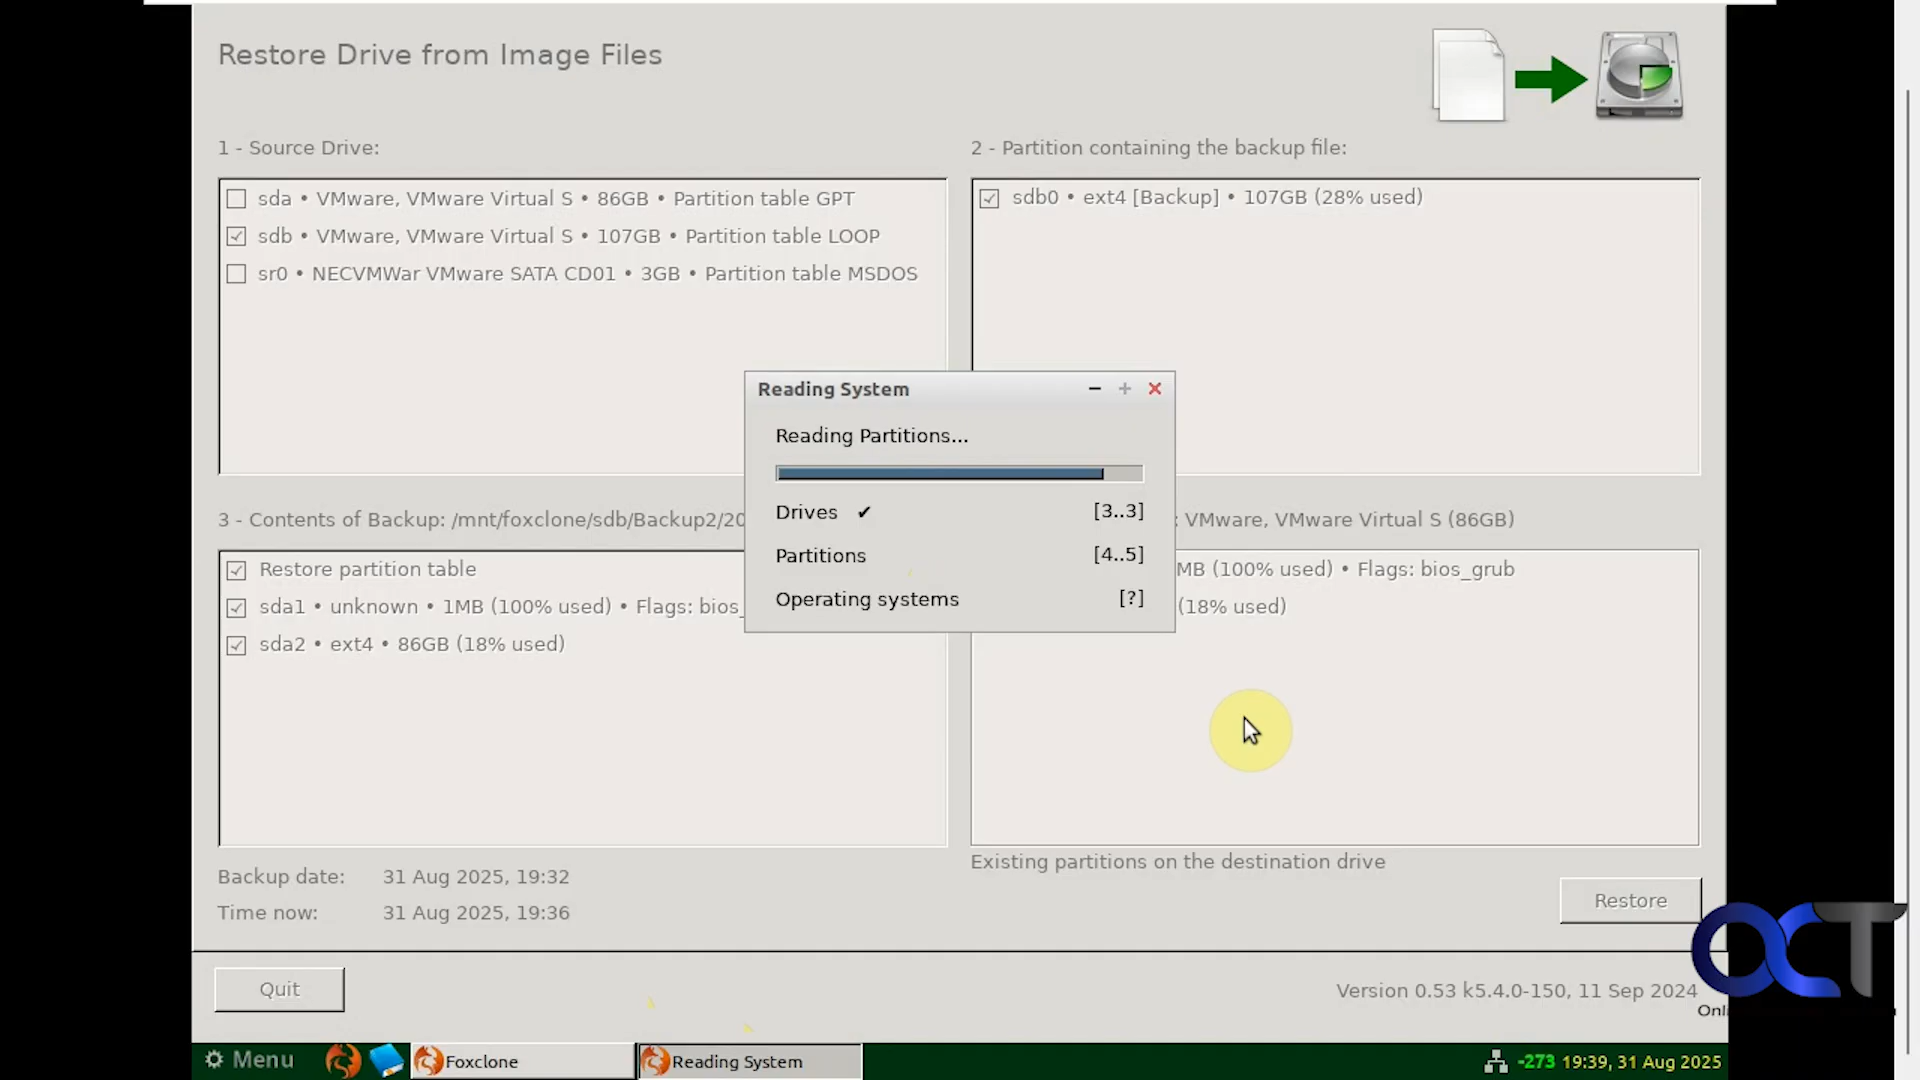 Restore Drive from Image Files
1 - Source Drive:
sda • VMware, VMware Virtual S • 86GB • Partition table GPT
sdb • VMware, VMware Virtual S • 107GB • Partition table LOOP
sr0 • NECVMWar VMware SATA CD01 • 3GB • Partition table MSDOS
2 - Partition containing the backup file:
sdb0 • ext4 [Backup] • 107GB (28% used)
Reading System
Reading Partitions...
Drives ✔ [3..3]
Partitions [4..5]
Operating systems [?]
3 - Contents of Backup: /mnt/foxclone/sdb/Backup2/20
Restore partition table
sda1 • unknown • 1MB (100% used) • Flags: bios_
sda2 • ext4 • 86GB (18% used)
: VMware, VMware Virtual S (86GB)
MB (100% used) • Flags: bios_grub
(18% used)
Existing partitions on the destination drive
Backup date: 31 Aug 2025, 19:32
Time now: 31 Aug 2025, 19:36
Restore
Quit
Version 0.53 k5.4.0-150, 11 Sep 2024
OCT
Onli
Menu
Foxclone
Reading System
-273 19:39, 31 Aug 2025